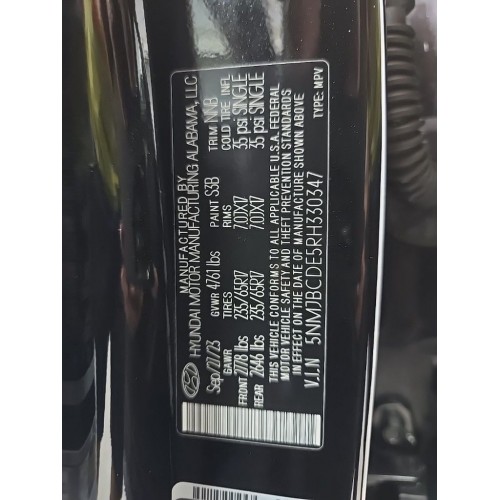 MANUFACTURED BY
HYUNDAI MOTOR MANUFACTURING ALABAMA, LLC
Sep/27/23 GVWR 4761 lbs PAINT S3B TRIM NNB
GAWR TIRES RIMS COLD TIRE INFL
FRONT 2778 lbs 235/65R17 7.0JX17 35 psi SINGLE
REAR 2646 lbs 235/65R17 7.0JX17 35 psi SINGLE
THIS VEHICLE CONFORMS TO ALL APPLICABLE U.S.A. FEDERAL
MOTOR VEHICLE SAFETY AND THEFT PREVENTION STANDARDS
IN EFFECT ON THE DATE OF MANUFACTURE SHOWN ABOVE.
V.I.N 5NMJBCDE5RH330347 TYPE: MPV